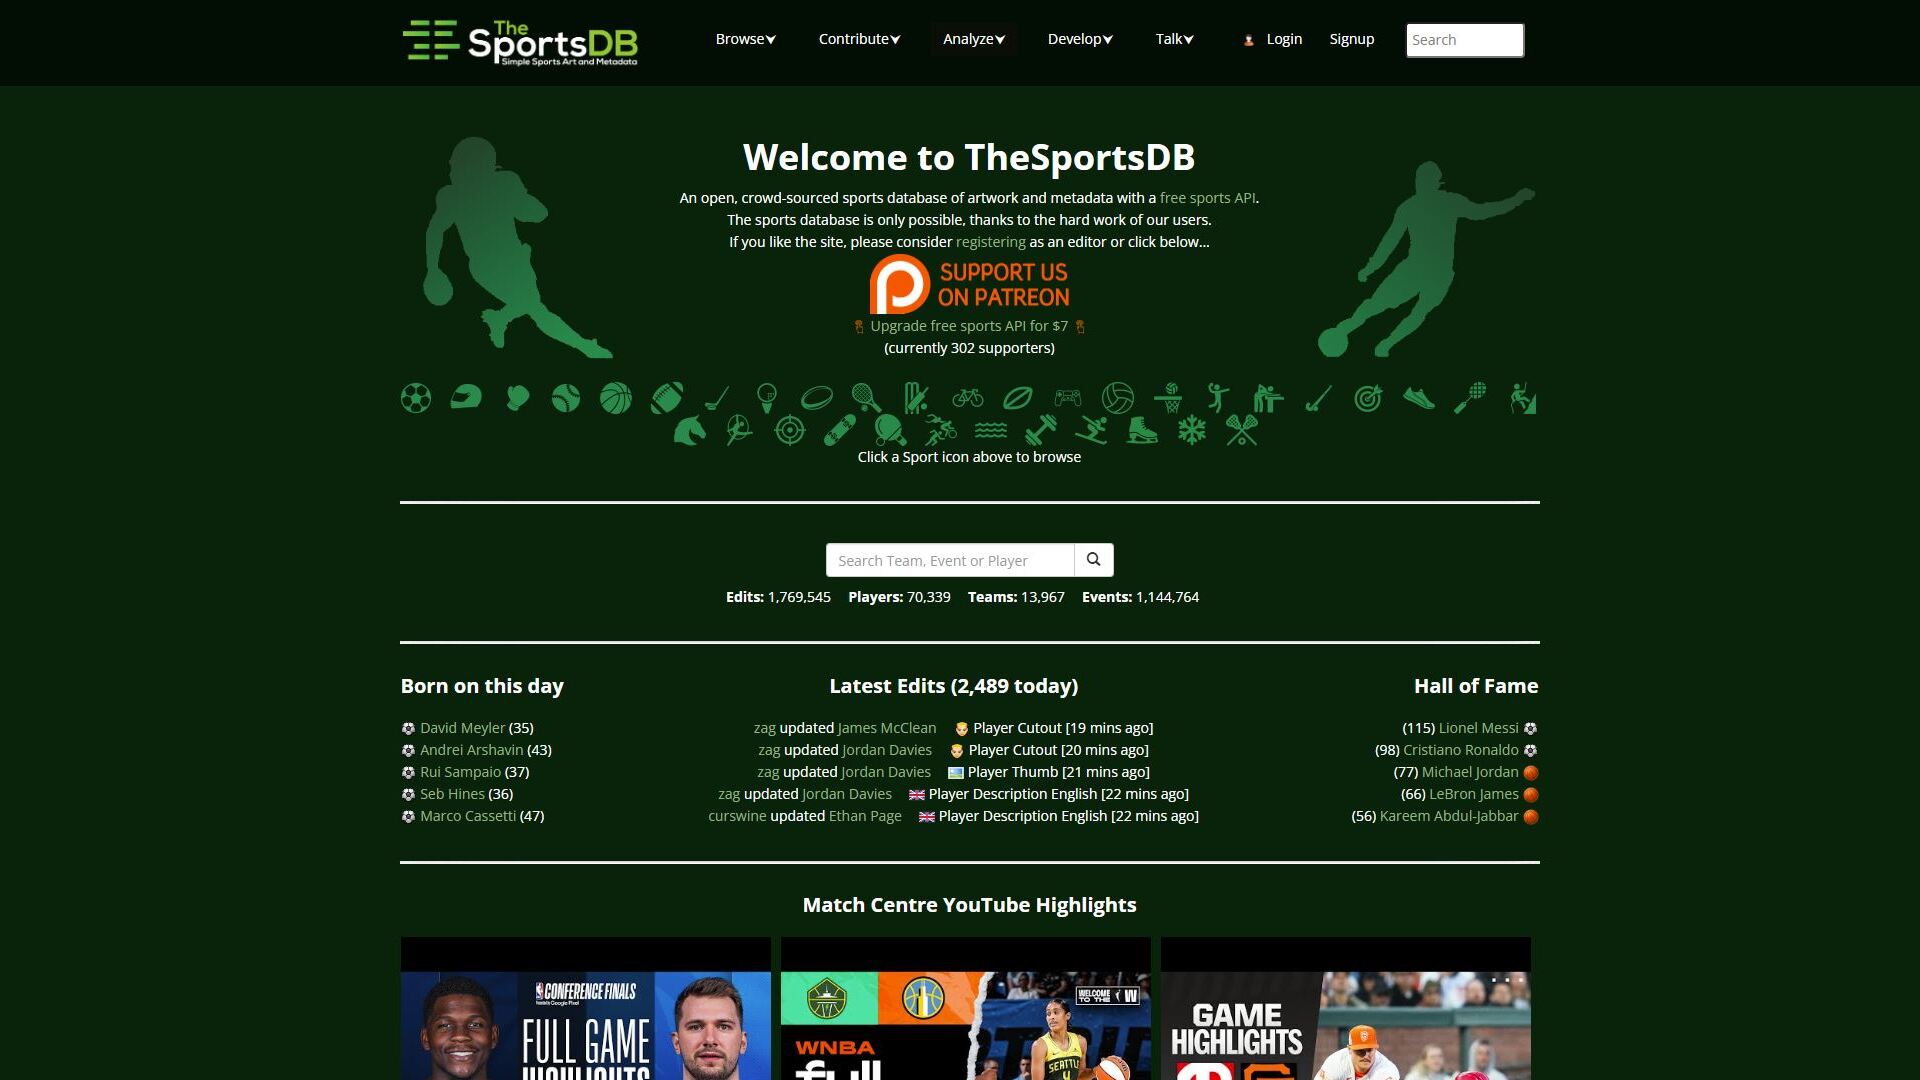 The
SportsDB
Simple Sports Art and Metadata
Browse
Contribute
Analyze
Develop
Talk
Login
Signup
Search
Welcome to TheSportsDB
An open, crowd-sourced sports database of artwork and metadata with a free sports API.
The sports database is only possible, thanks to the hard work of our users.
If you like the site, please consider registering as an editor or click below...
SUPPORT US
ON PATREON
Upgrade free sports API for $7
(currently 302 supporters)
Click a Sport icon above to browse
Search Team, Event or Player
Edits: 1,769,545 Players: 70,339 Teams: 13,967 Events: 1,144,764
Born on this day
David Meyler (35)
Andrei Arshavin (43)
Rui Sampaio (37)
Seb Hines (36)
Marco Cassetti (47)
Latest Edits (2,489 today)
zag updated James McClean Player Cutout [19 mins ago]
zag updated Jordan Davies Player Cutout [20 mins ago]
zag updated Jordan Davies Player Thumb [21 mins ago]
zag updated Jordan Davies Player Description English [22 mins ago]
curswine updated Ethan Page Player Description English [22 mins ago]
Hall of Fame
(115) Lionel Messi
(98) Cristiano Ronaldo
(77) Michael Jordan
(66) LeBron James
(56) Kareem Abdul-Jabbar
Match Centre YouTube Highlights
CONFERENCE FINALS
FULL GAME
HIGHLIGHTS
WELCOME
TO THE W
WNBA
full
SEATTLE
4
GAME
HIGHLIGHTS